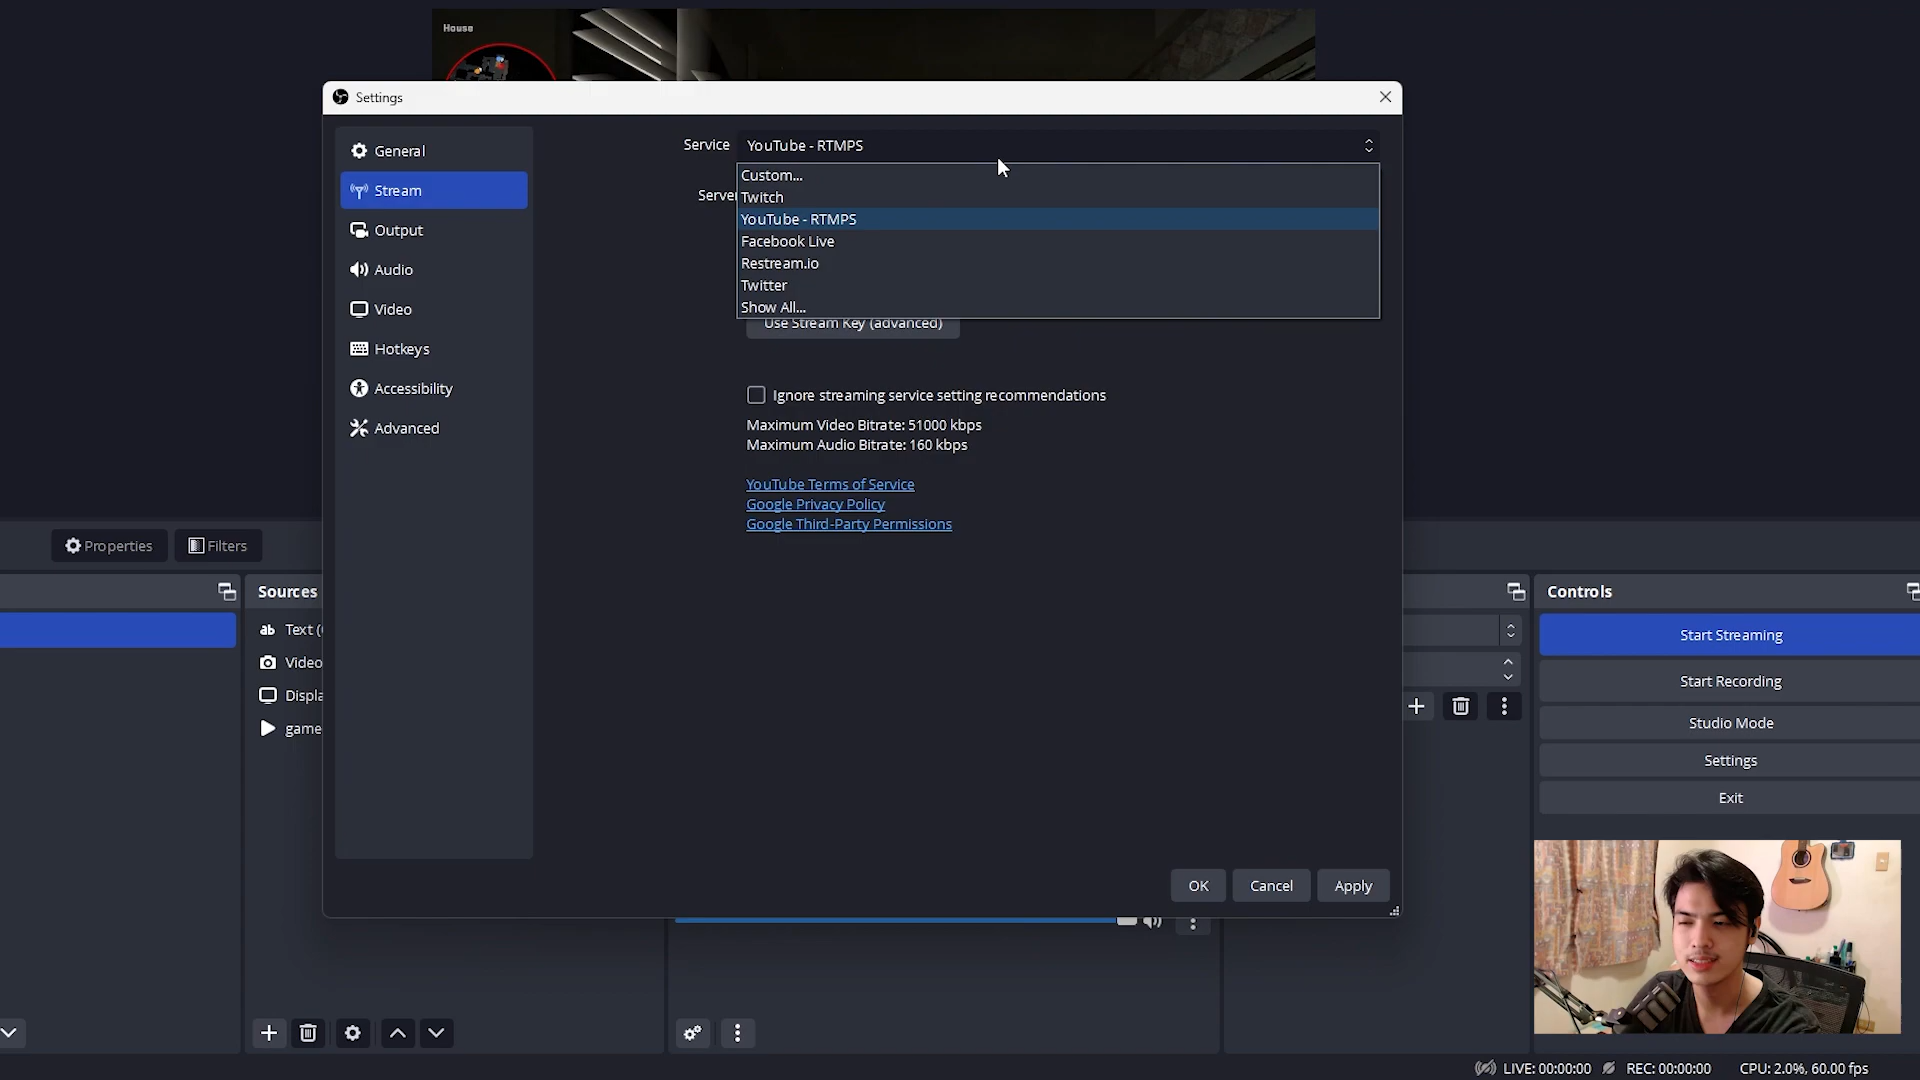 House
Settings
General
Stream
Output
Audio
Video
Hotkeys
Accessibility
Advanced
Service
YouTube - RTMPS
Custom...
Twitch
YouTube - RTMPS
Facebook Live
Restream.io
Twitter
Show All...
Server
Use Stream Key (advanced)
Ignore streaming service setting recommendations
Maximum Video Bitrate: 51000 kbps
Maximum Audio Bitrate: 160 kbps
YouTube Terms of Service
Google Privacy Policy
Google Third-Party Permissions
OK
Cancel
Apply
Properties
Filters
Sources
ab
Text (
Video
Displa
game
Controls
Start Streaming
Start Recording
Studio Mode
Settings
Exit
LIVE: 00:00:00
REC: 00:00:00
CPU: 2.0%, 60.00 fps